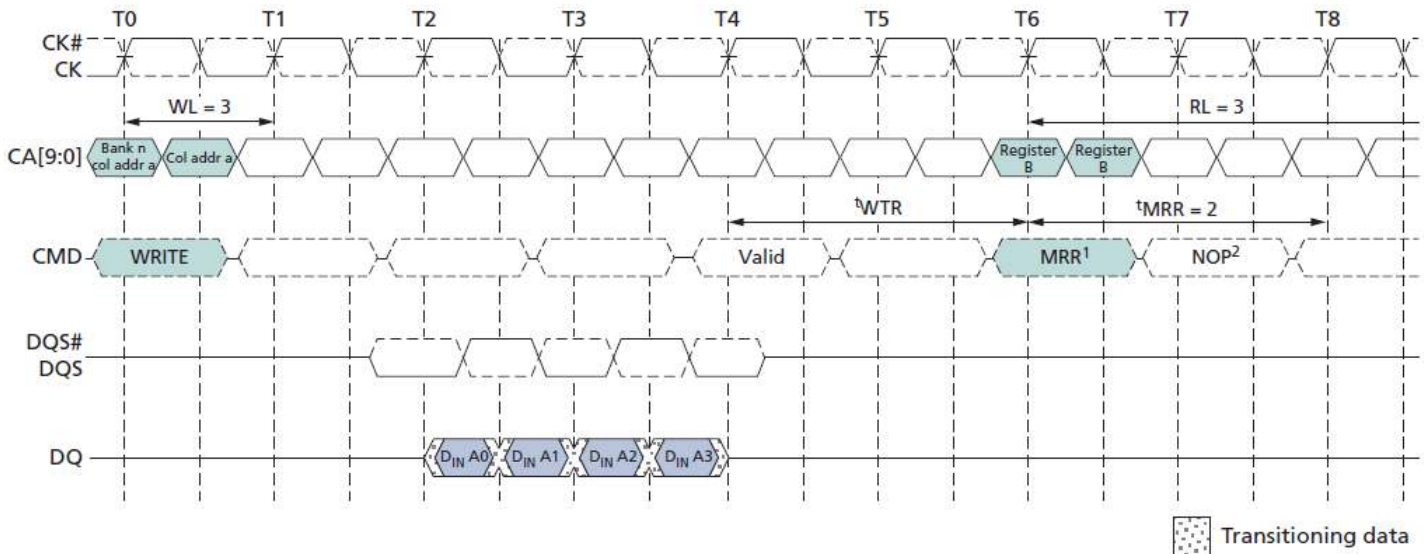 T0 T1 T2 T3 T4 T5 T6 T7 T8
CK#
CK
WL = 3
RL = 3
CA[9:0]
Bank n
col addr a
Col addr a
Register
B
Register
B
tWTR
tMRR = 2
CMD
WRITE
Valid
MRR1
NOP2
DQS#
DQS
DQ
DIN A0
DIN A1
DIN A2
DIN A3
Transitioning data